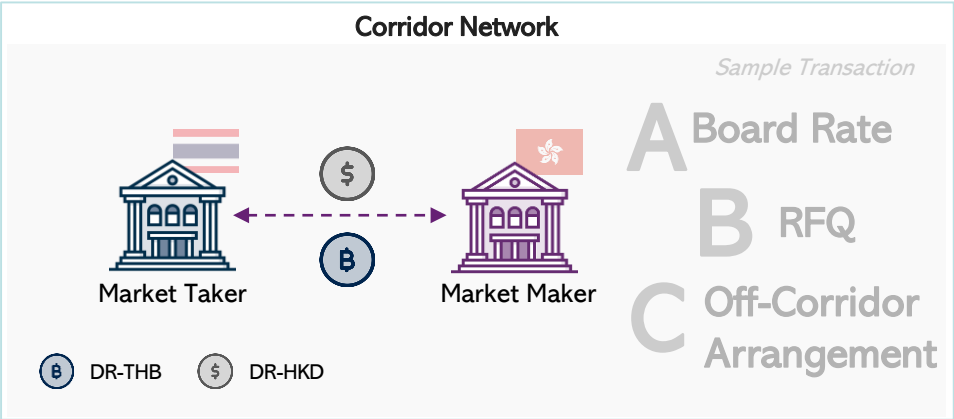 Corridor Network
Sample Transaction
A Board Rate
B RFQ
C Off-Corridor
Arrangement
$
฿
Market Taker
Market Maker
฿ DR-THB
$ DR-HKD